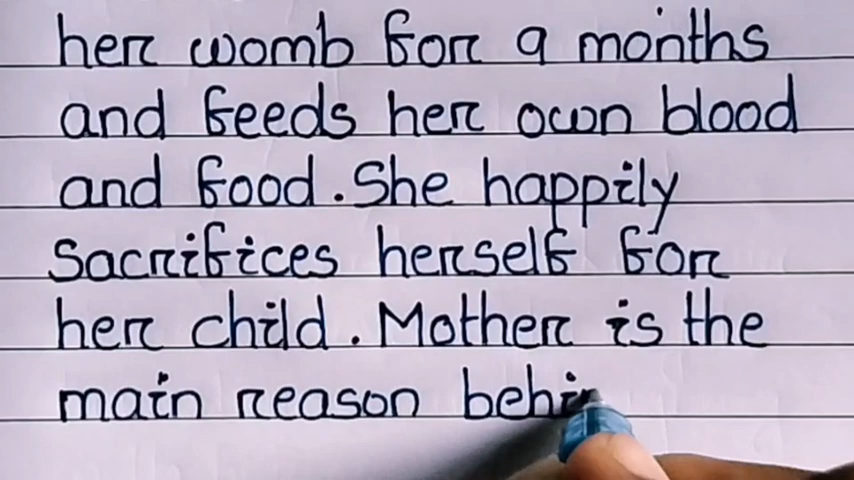 her womb for 9 months
and feeds her own blood
and food. She happily
Sacrifices herself for
her child. Mother is the
main reason behi